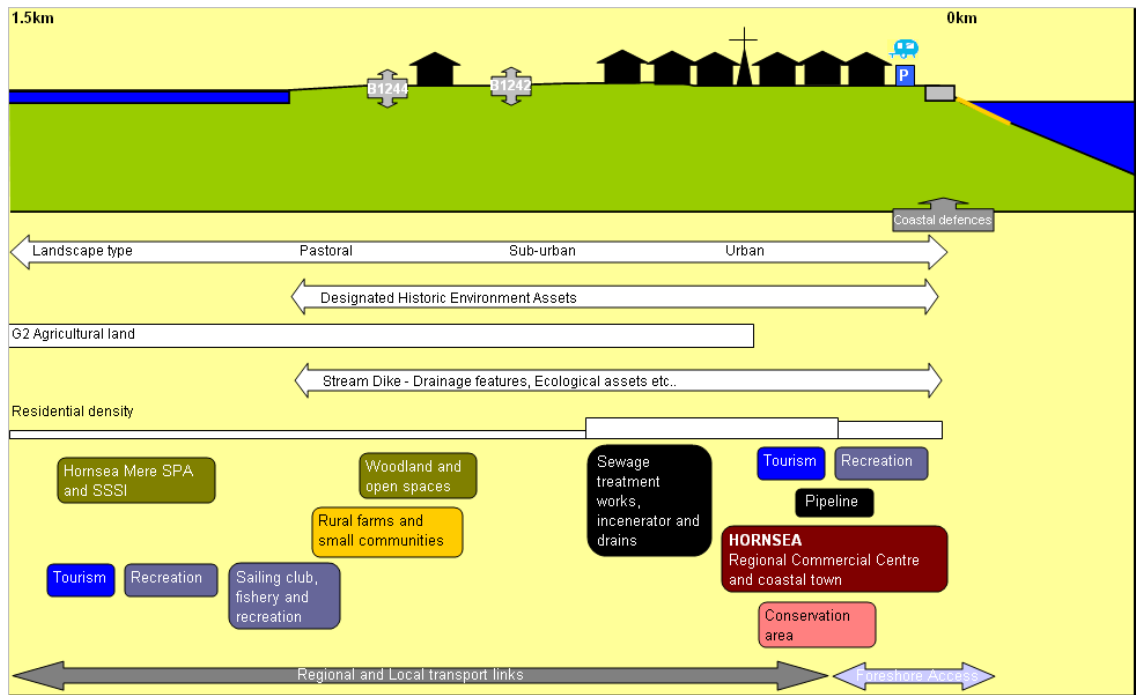 1.5km
0km
P
B1244
B1242
Coastal defences
Landscape type
Pastoral
Sub-urban
Urban
Designated Historic Environment Assets
G2 Agricultural land
Stream Dike - Drainage features, Ecological assets etc..
Residential density
Hornsea Mere SPA
and SSSI
Woodland and
open spaces
Sewage
treatment
works,
incenerator and
drains
Tourism
Recreation
Pipeline
Rural farms and
small communities
HORNSEA
Regional Commercial Centre
and coastal town
Tourism
Recreation
Sailing club,
fishery and
recreation
Conservation
area
Regional and Local transport links
Foreshore Access